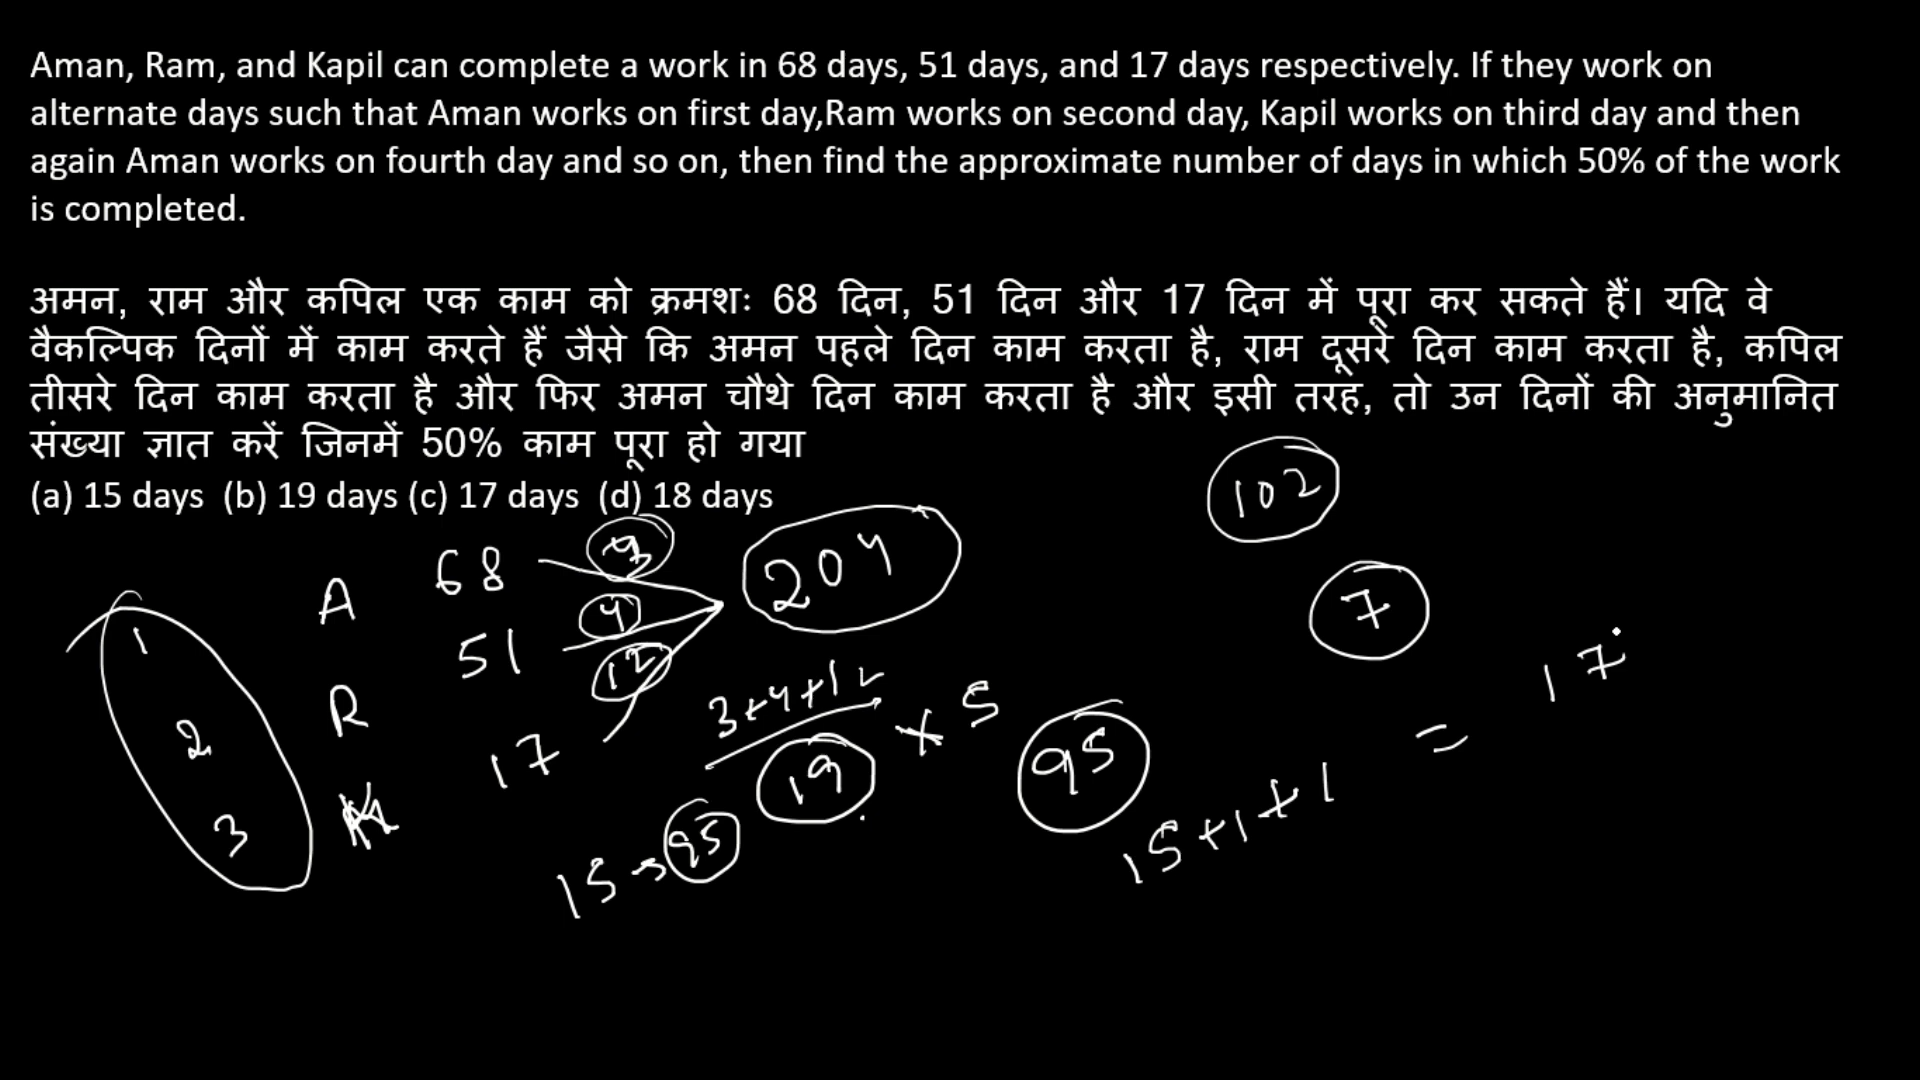 Aman, Ram, and Kapil can complete a work in 68 days, 51 days, and 17 days respectively. If they work on
alternate days such that Aman works on first day,Ram works on second day, Kapil works on third day and then
again Aman works on fourth day and so on, then find the approximate number of days in which 50% of the work
is completed.
अमन, राम और कपिल एक काम को क्रमशः 68 दिन, 51 दिन और 17 दिन में पूरा कर सकते हैं। यदि वे
वैकल्पिक दिनों में काम करते हैं जैसे कि अमन पहले दिन काम करता है, राम दूसरे दिन काम करता है, कपिल
तीसरे दिन काम करता है और फिर अमन चौथे दिन काम करता है और इसी तरह, तो उन दिनों की अनुमानित
संख्या ज्ञात करें जिनमें 50% काम पूरा हो गया
(a) 15 days (b) 19 days (c) 17 days (d) 18 days
102
A 68 204
1 4 7
51 12
R 3+4+12 × 5 17
2 17 19 95
3 15+1+1 =
15 → 95